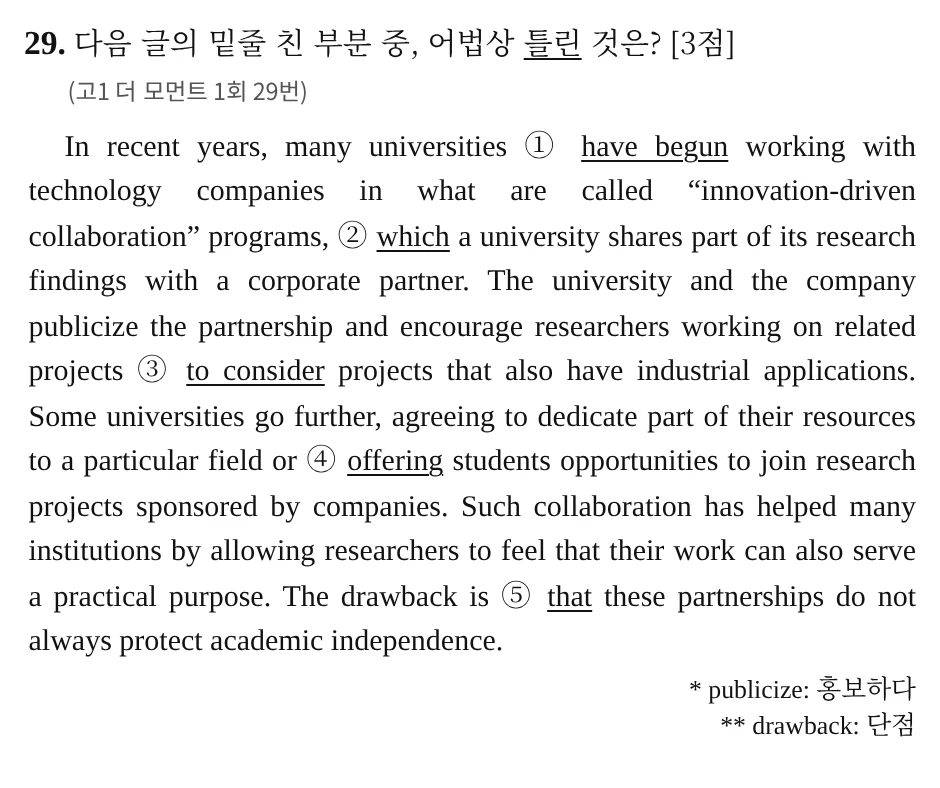 29. 다음 글의 밑줄 친 부분 중, 어법상 틀린 것은? [3점]
(고1 더 모먼트 1회 29번)
In recent years, many universities ① have begun working with
technology companies in what are called “innovation-driven
collaboration” programs, ② which a university shares part of its research
findings with a corporate partner. The university and the company
publicize the partnership and encourage researchers working on related
projects ③ to consider projects that also have industrial applications.
Some universities go further, agreeing to dedicate part of their resources
to a particular field or ④ offering students opportunities to join research
projects sponsored by companies. Such collaboration has helped many
institutions by allowing researchers to feel that their work can also serve
a practical purpose. The drawback is ⑤ that these partnerships do not
always protect academic independence.
* publicize: 홍보하다
** drawback: 단점